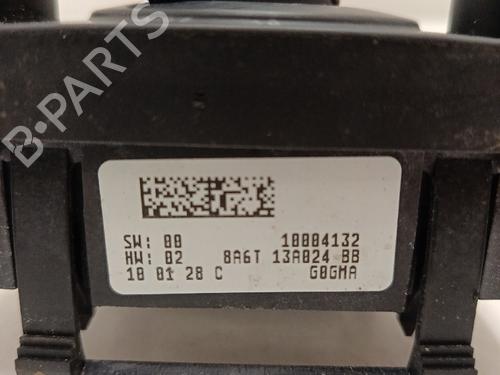 B-PARTS
SW: 00 10004132
HW: 02 8A6T 13A024 BB
10 01 28 C G0GMA